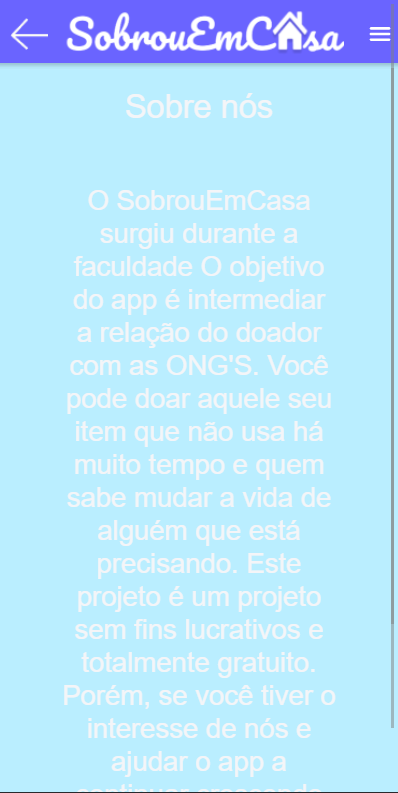 SobrouEmCasa
Sobre nós
O SobrouEmCasa
surgiu durante a
faculdade O objetivo
do app é intermediar
a relação do doador
com as ONG'S. Você
pode doar aquele seu
item que não usa há
muito tempo e quem
sabe mudar a vida de
alguém que está
precisando. Este
projeto é um projeto
sem fins lucrativos e
totalmente gratuito.
Porém, se você tiver o
interesse de nós e
ajudar o app a
continuar crescendo